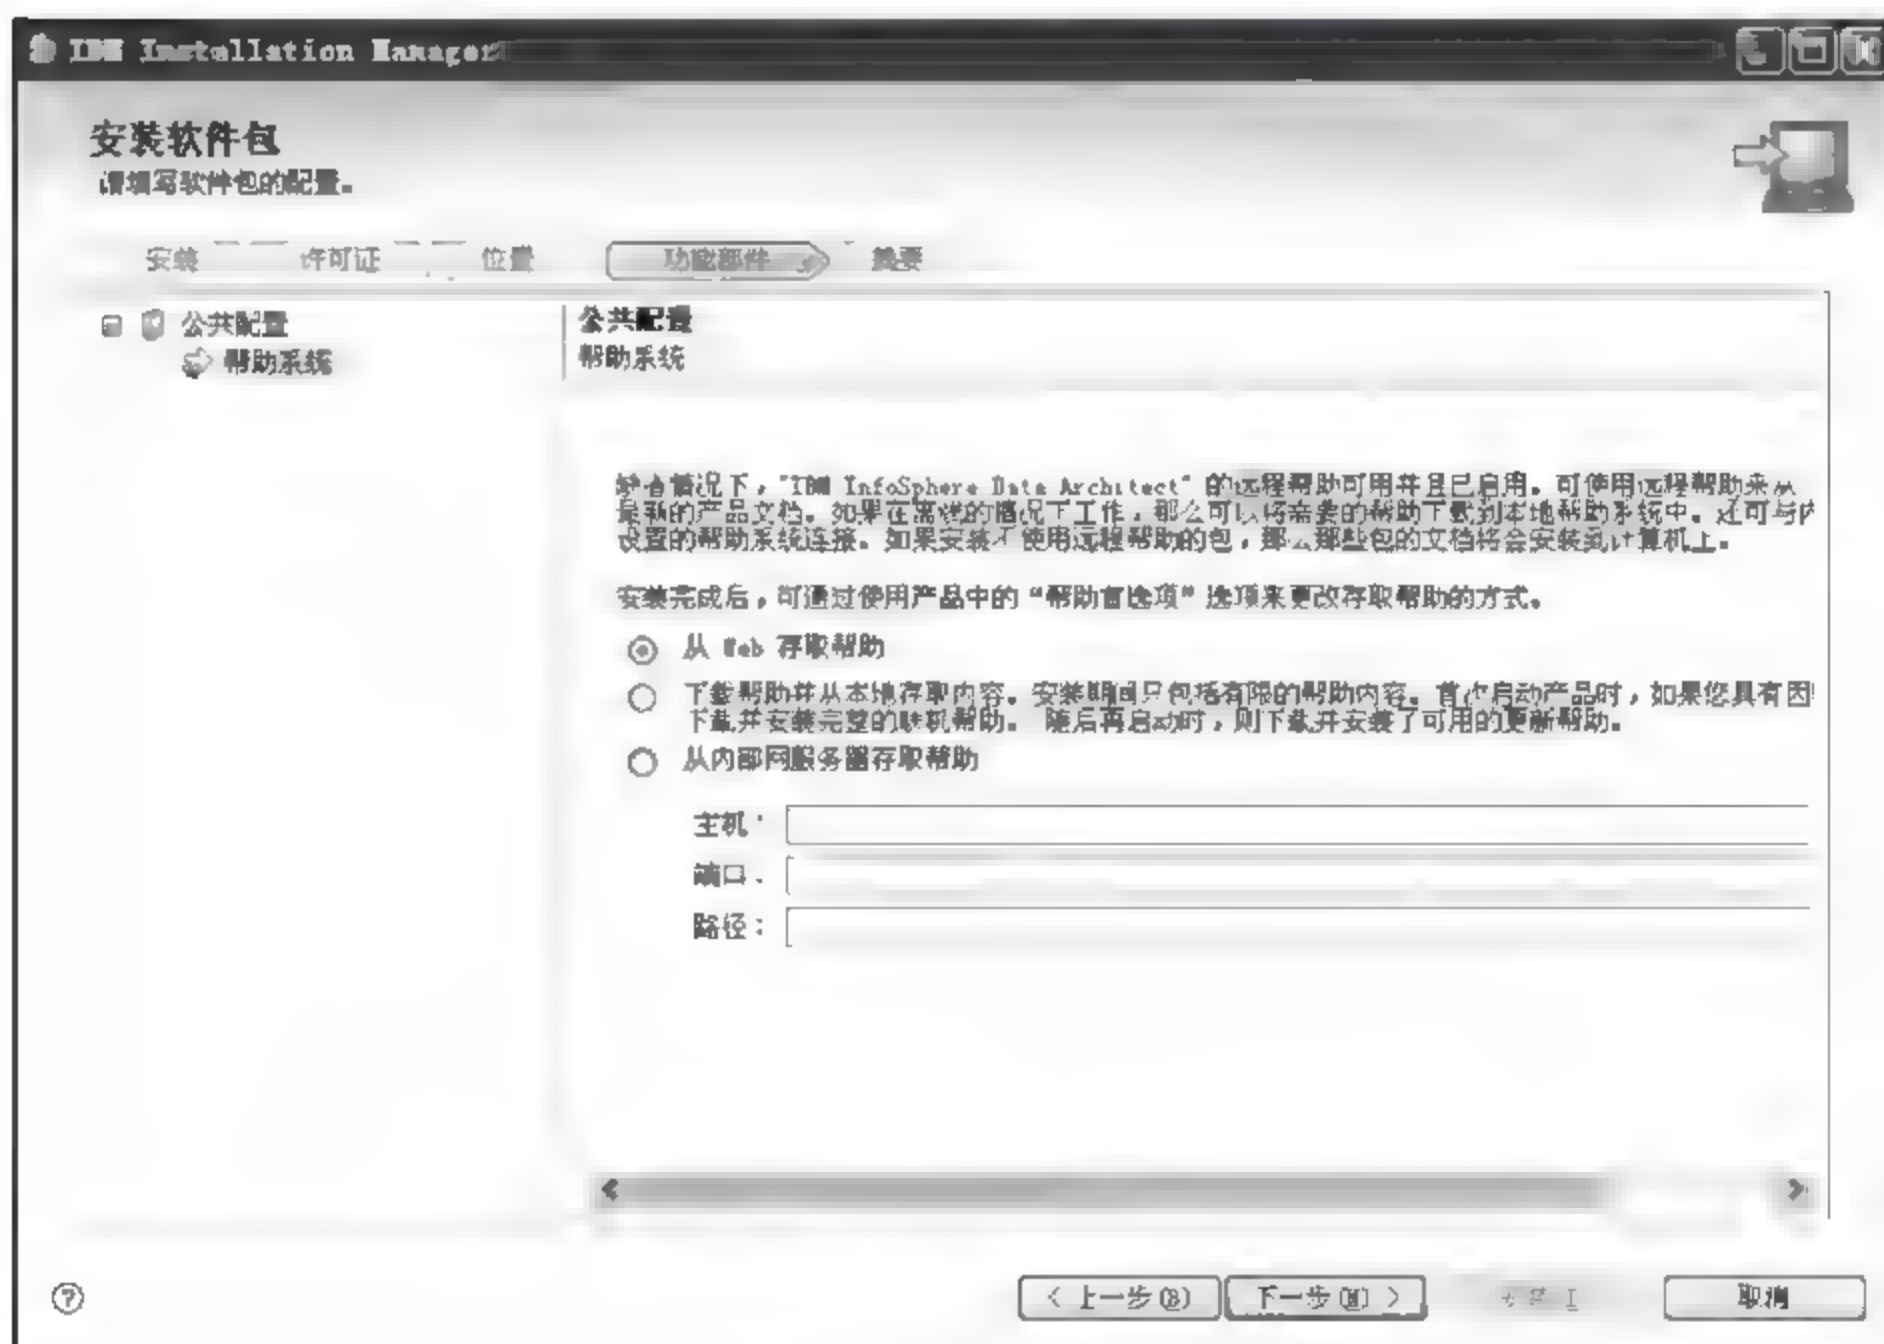 IBM Installation Manager
安装软件包
请填写软件包的配置。
安装 许可证 位置 功能部件 摘要
公共配置
帮助系统
公共配置
帮助系统
缺省情况下，"IBM InfoSphere Data Architect" 的远程帮助可用并且已启用。可使用远程帮助来从
最新的产品文档。如果在离线的情况下工作，那么可以将需要的帮助下载到本地帮助系统中。还可与内
设置的帮助系统连接。如果安装不使用远程帮助的包，那么那些包的文档将会安装到计算机上。
安装完成后，可通过使用产品中的“帮助首选项”选项来更改存取帮助的方式。
从 Web 存取帮助
下载帮助并从本地存取内容。安装期间只包括有限的帮助内容。首次启动产品时，如果您具有因
下载并安装完整的联机帮助。 随后再启动时，则下载并安装了可用的更新帮助。
从内部网服务器存取帮助
主机：
端口：
路径：
< 上一步(B) 下一步(N) > 取消